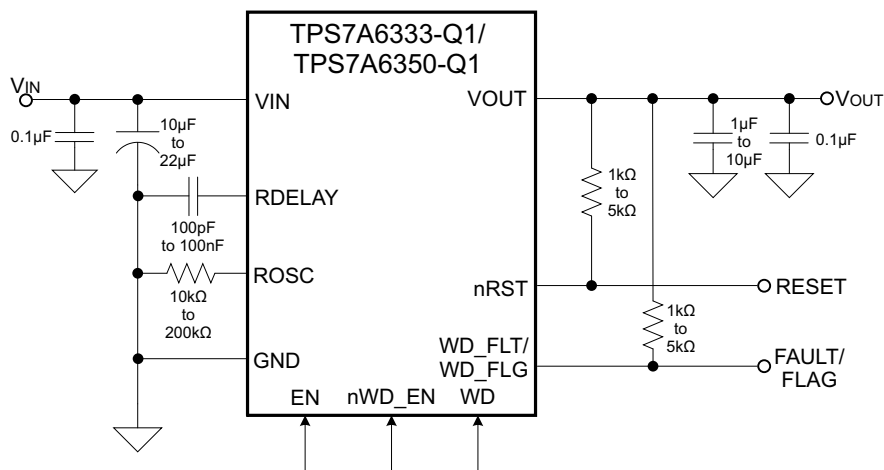 TPS7A6333-Q1/
TPS7A6350-Q1
VIN
VIN
VOUT
VOUT
0.1µF
10µF
to
22µF
1µF
to
10µF
0.1µF
1kΩ
to
5kΩ
RDELAY
100pF
to 100nF
ROSC
10kΩ
to
200kΩ
nRST
RESET
1kΩ
to
5kΩ
WD_FLT/
WD_FLG
FAULT/
FLAG
GND
EN
nWD_EN
WD